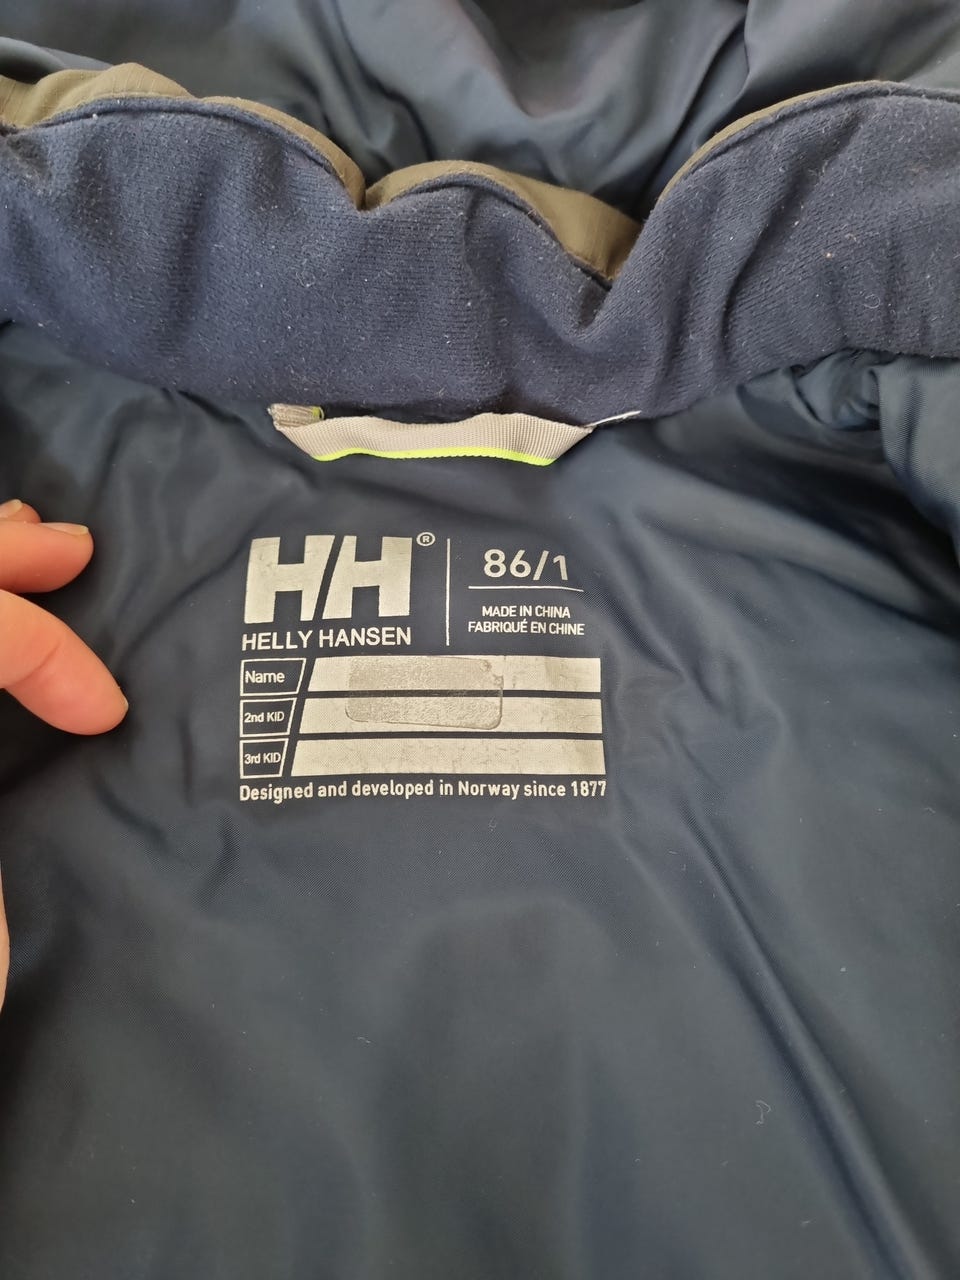 HH®
HELLY HANSEN
86/1
MADE IN CHINA
FABRIQUÉ EN CHINE
Name
2nd KID
3rd KID
Designed and developed in Norway since 1877